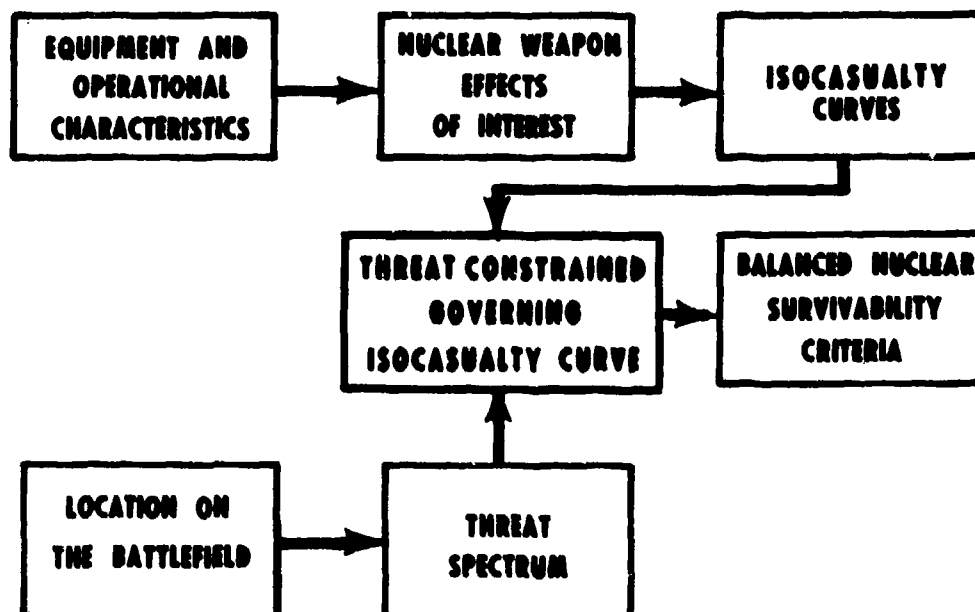 EQUIPMENT AND
OPERATIONAL
CHARACTERISTICS
NUCLEAR WEAPON
EFFECTS
OF INTEREST
ISOCASUALTY
CURVES
THREAT CONSTRAINED
GOVERNING
ISOCASUALTY CURVE
BALANCED NUCLEAR
SURVIVABILITY
CRITERIA
LOCATION ON
THE BATTLEFIELD
THREAT
SPECTRUM